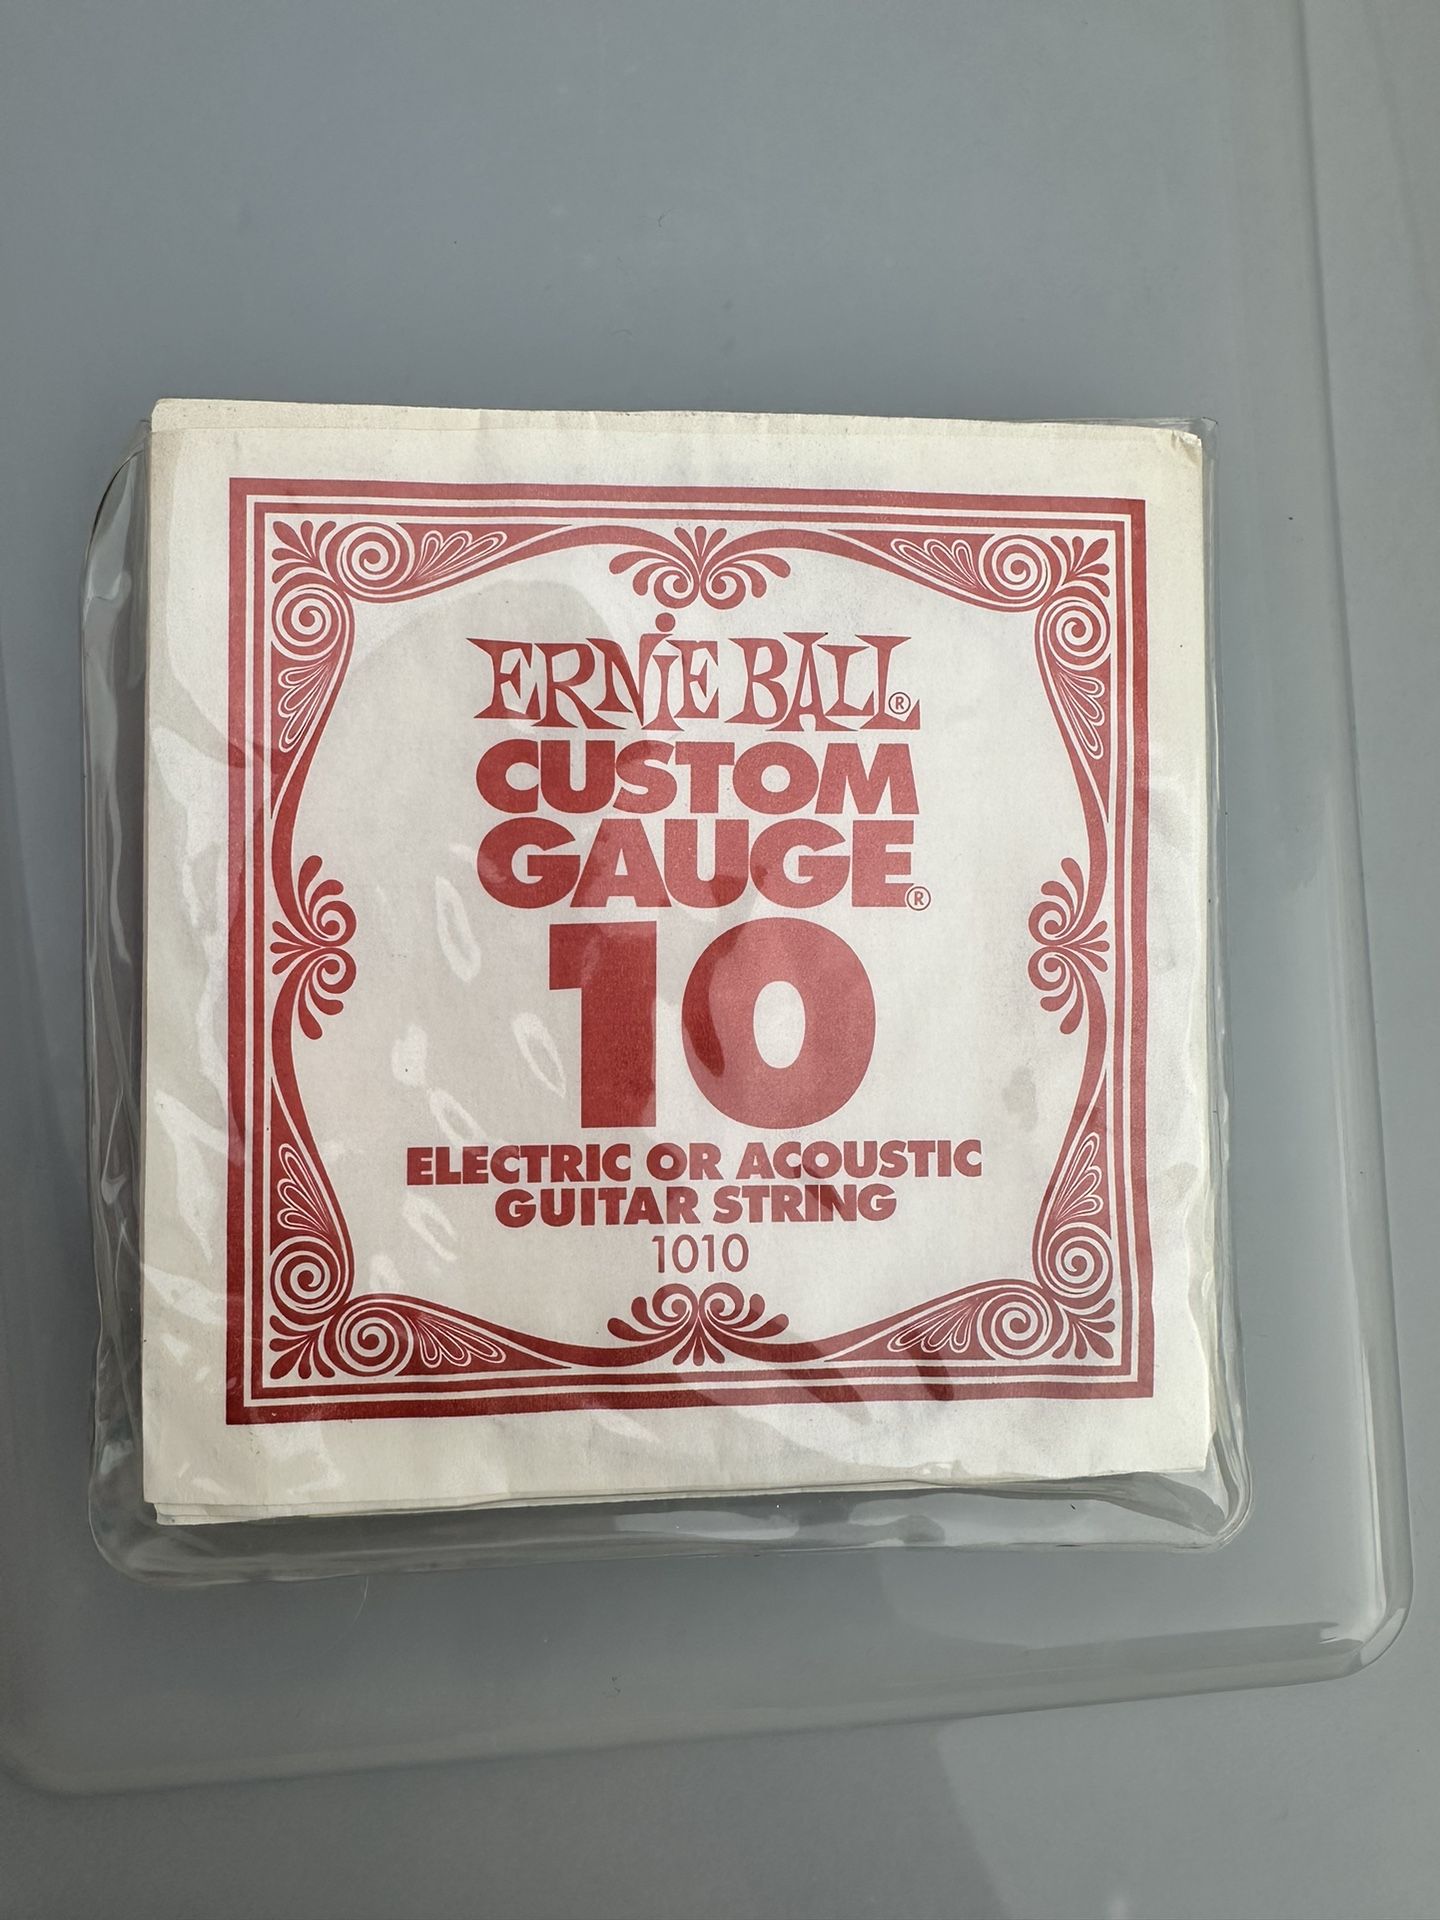 ERNIE BALL®
CUSTOM
GAUGE®
10
ELECTRIC OR ACOUSTIC
GUITAR STRING
1010